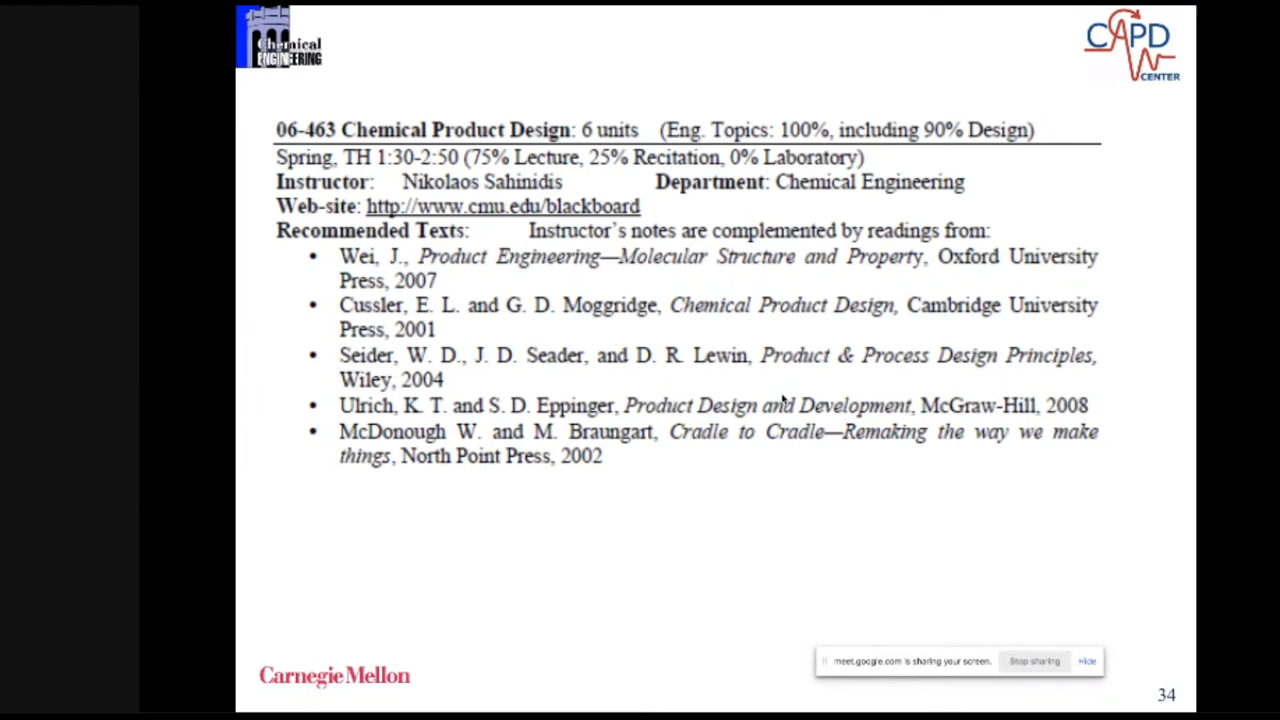 Chemical
ENGINEERING
CAPD
CENTER
06-463 Chemical Product Design: 6 units (Eng. Topics: 100%, including 90% Design)
Spring, TH 1:30-2:50 (75% Lecture, 25% Recitation, 0% Laboratory)
Instructor: Nikolaos Sahinidis Department: Chemical Engineering
Web-site: http://www.cmu.edu/blackboard
Recommended Texts: Instructor's notes are complemented by readings from:
• Wei, J., Product Engineering—Molecular Structure and Property, Oxford University
Press, 2007
• Cussler, E. L. and G. D. Moggridge, Chemical Product Design, Cambridge University
Press, 2001
• Seider, W. D., J. D. Seader, and D. R. Lewin, Product & Process Design Principles,
Wiley, 2004
• Ulrich, K. T. and S. D. Eppinger, Product Design and Development, McGraw-Hill, 2008
• McDonough W. and M. Braungart, Cradle to Cradle—Remaking the way we make
things, North Point Press, 2002
meet.google.com is sharing your screen. Stop sharing Hide
Carnegie Mellon
34